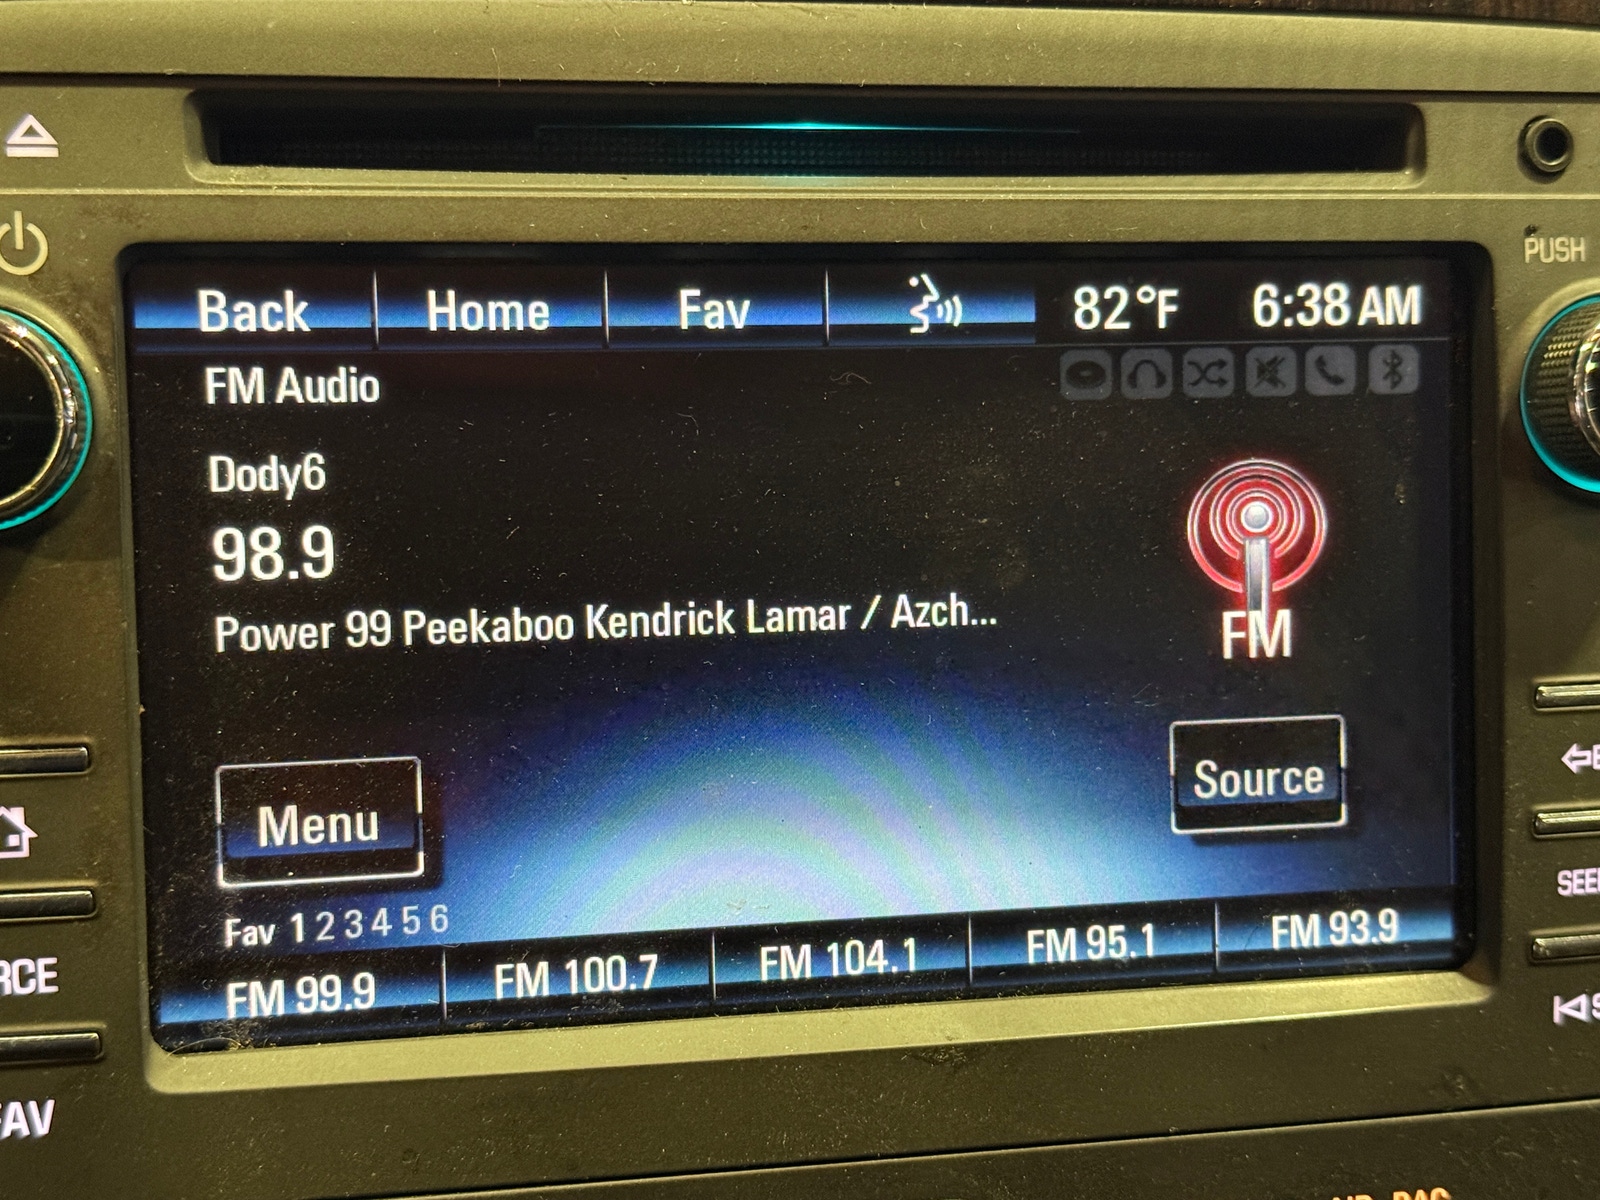 PUSH
Back Home Fav 82°F 6:38 AM
FM Audio
Dody6
98.9
Power 99 Peekaboo Kendrick Lamar / Azch...
FM
Menu
Source
Fav 1 2 3 4 5 6
FM 99.9 FM 100.7 FM 104.1 FM 95.1 FM 93.9
RCE
FAV
SEE